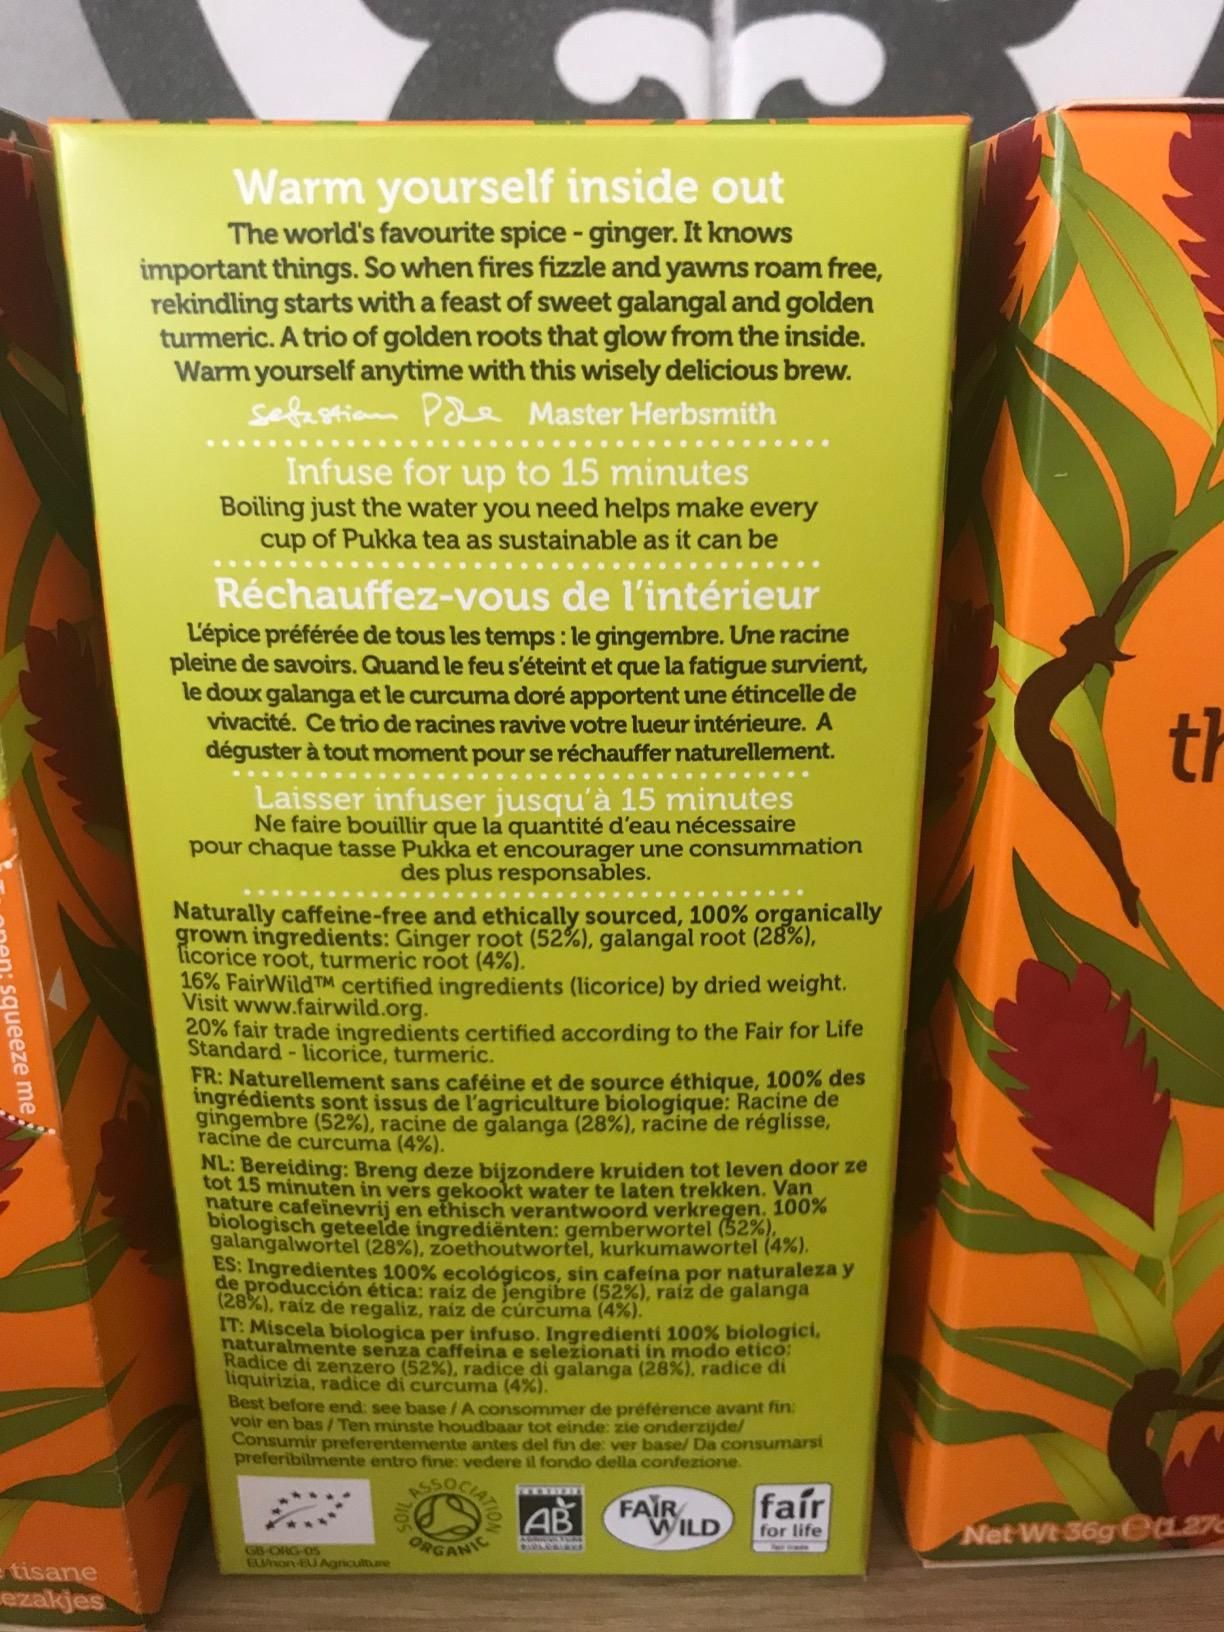 Warm yourself inside out
The world's favourite spice - ginger. It knows
important things. So when fires fizzle and yawns roam free,
rekindling starts with a feast of sweet galangal and golden
turmeric. A trio of golden roots that glow from the inside.
Warm yourself anytime with this wisely delicious brew.
Sebastian Pole Master Herbsmith
Infuse for up to 15 minutes
Boiling just the water you need helps make every
cup of Pukka tea as sustainable as it can be
Réchauffez-vous de l'intérieur
L'épice préférée de tous les temps : le gingembre. Une racine
pleine de savoirs. Quand le feu s'éteint et que la fatigue survient,
le doux galanga et le curcuma doré apportent une étincelle de
vivacité. Ce trio de racines ravive votre lueur intérieure. A
déguster à tout moment pour se réchauffer naturellement.
Laisser infuser jusqu'à 15 minutes
Ne faire bouillir que la quantité d'eau nécessaire
pour chaque tasse Pukka et encourager une consummation
des plus responsables.
Naturally caffeine-free and ethically sourced, 100% organically
grown ingredients: Ginger root (52%), galangal root (28%),
licorice root, turmeric root (4%).
16% FairWild™ certified ingredients (licorice) by dried weight.
Visit www.fairwild.org.
20% fair trade ingredients certified according to the Fair for Life
Standard - licorice, turmeric.
FR: Naturellement sans caféine et de source éthique, 100% des
ingrédients sont issus de l'agriculture biologique: Racine de
gingembre (52%), racine de galanga (28%), racine de réglisse,
racine de curcuma (4%).
NL: Bereiding: Breng deze bijzondere kruiden tot leven door ze
tot 15 minuten in vers gekookt water te laten trekken. Van
nature cafeïnevrij en ethisch verantwoord verkregen. 100%
biologisch geteelde ingrediënten: gemberwortel (52%),
galangalwortel (28%), zoethoutwortel, kurkumawortel (4%).
ES: Ingredientes 100% ecológicos, sin cafeína por naturaleza y
de producción ética: raíz de jengibre (52%), raíz de galanga
(28%), raíz de regaliz, raíz de cúrcuma (4%).
IT: Miscela biologica per infuso. Ingredienti 100% biologici,
naturalmente senza caffeina e selezionati in modo etico:
Radice di zenzero (52%), radice di galanga (28%), radice di
liquirizia, radice di curcuma (4%).
Best before end: see base / A consommer de préférence avant fin:
voir en bas / Ten minste houdbaar tot einde: zie onderzijde/
Consumir preferentemente antes del fin de: ver base/ Da consumarsi
preferibilmente entro fine: vedere il fondo della confezione.
GB-ORG-05
EU/non-EU Agriculture
SOIL ASSOCIATION
ORGANIC
CERTIFIÉ
AB
AGRICULTURE
BIOLOGIQUE
FAIR
WILD
fair
for life
fair trade
open: squeeze me
tisane
ezakjes
th
Net Wt 36g ℮ (1.27